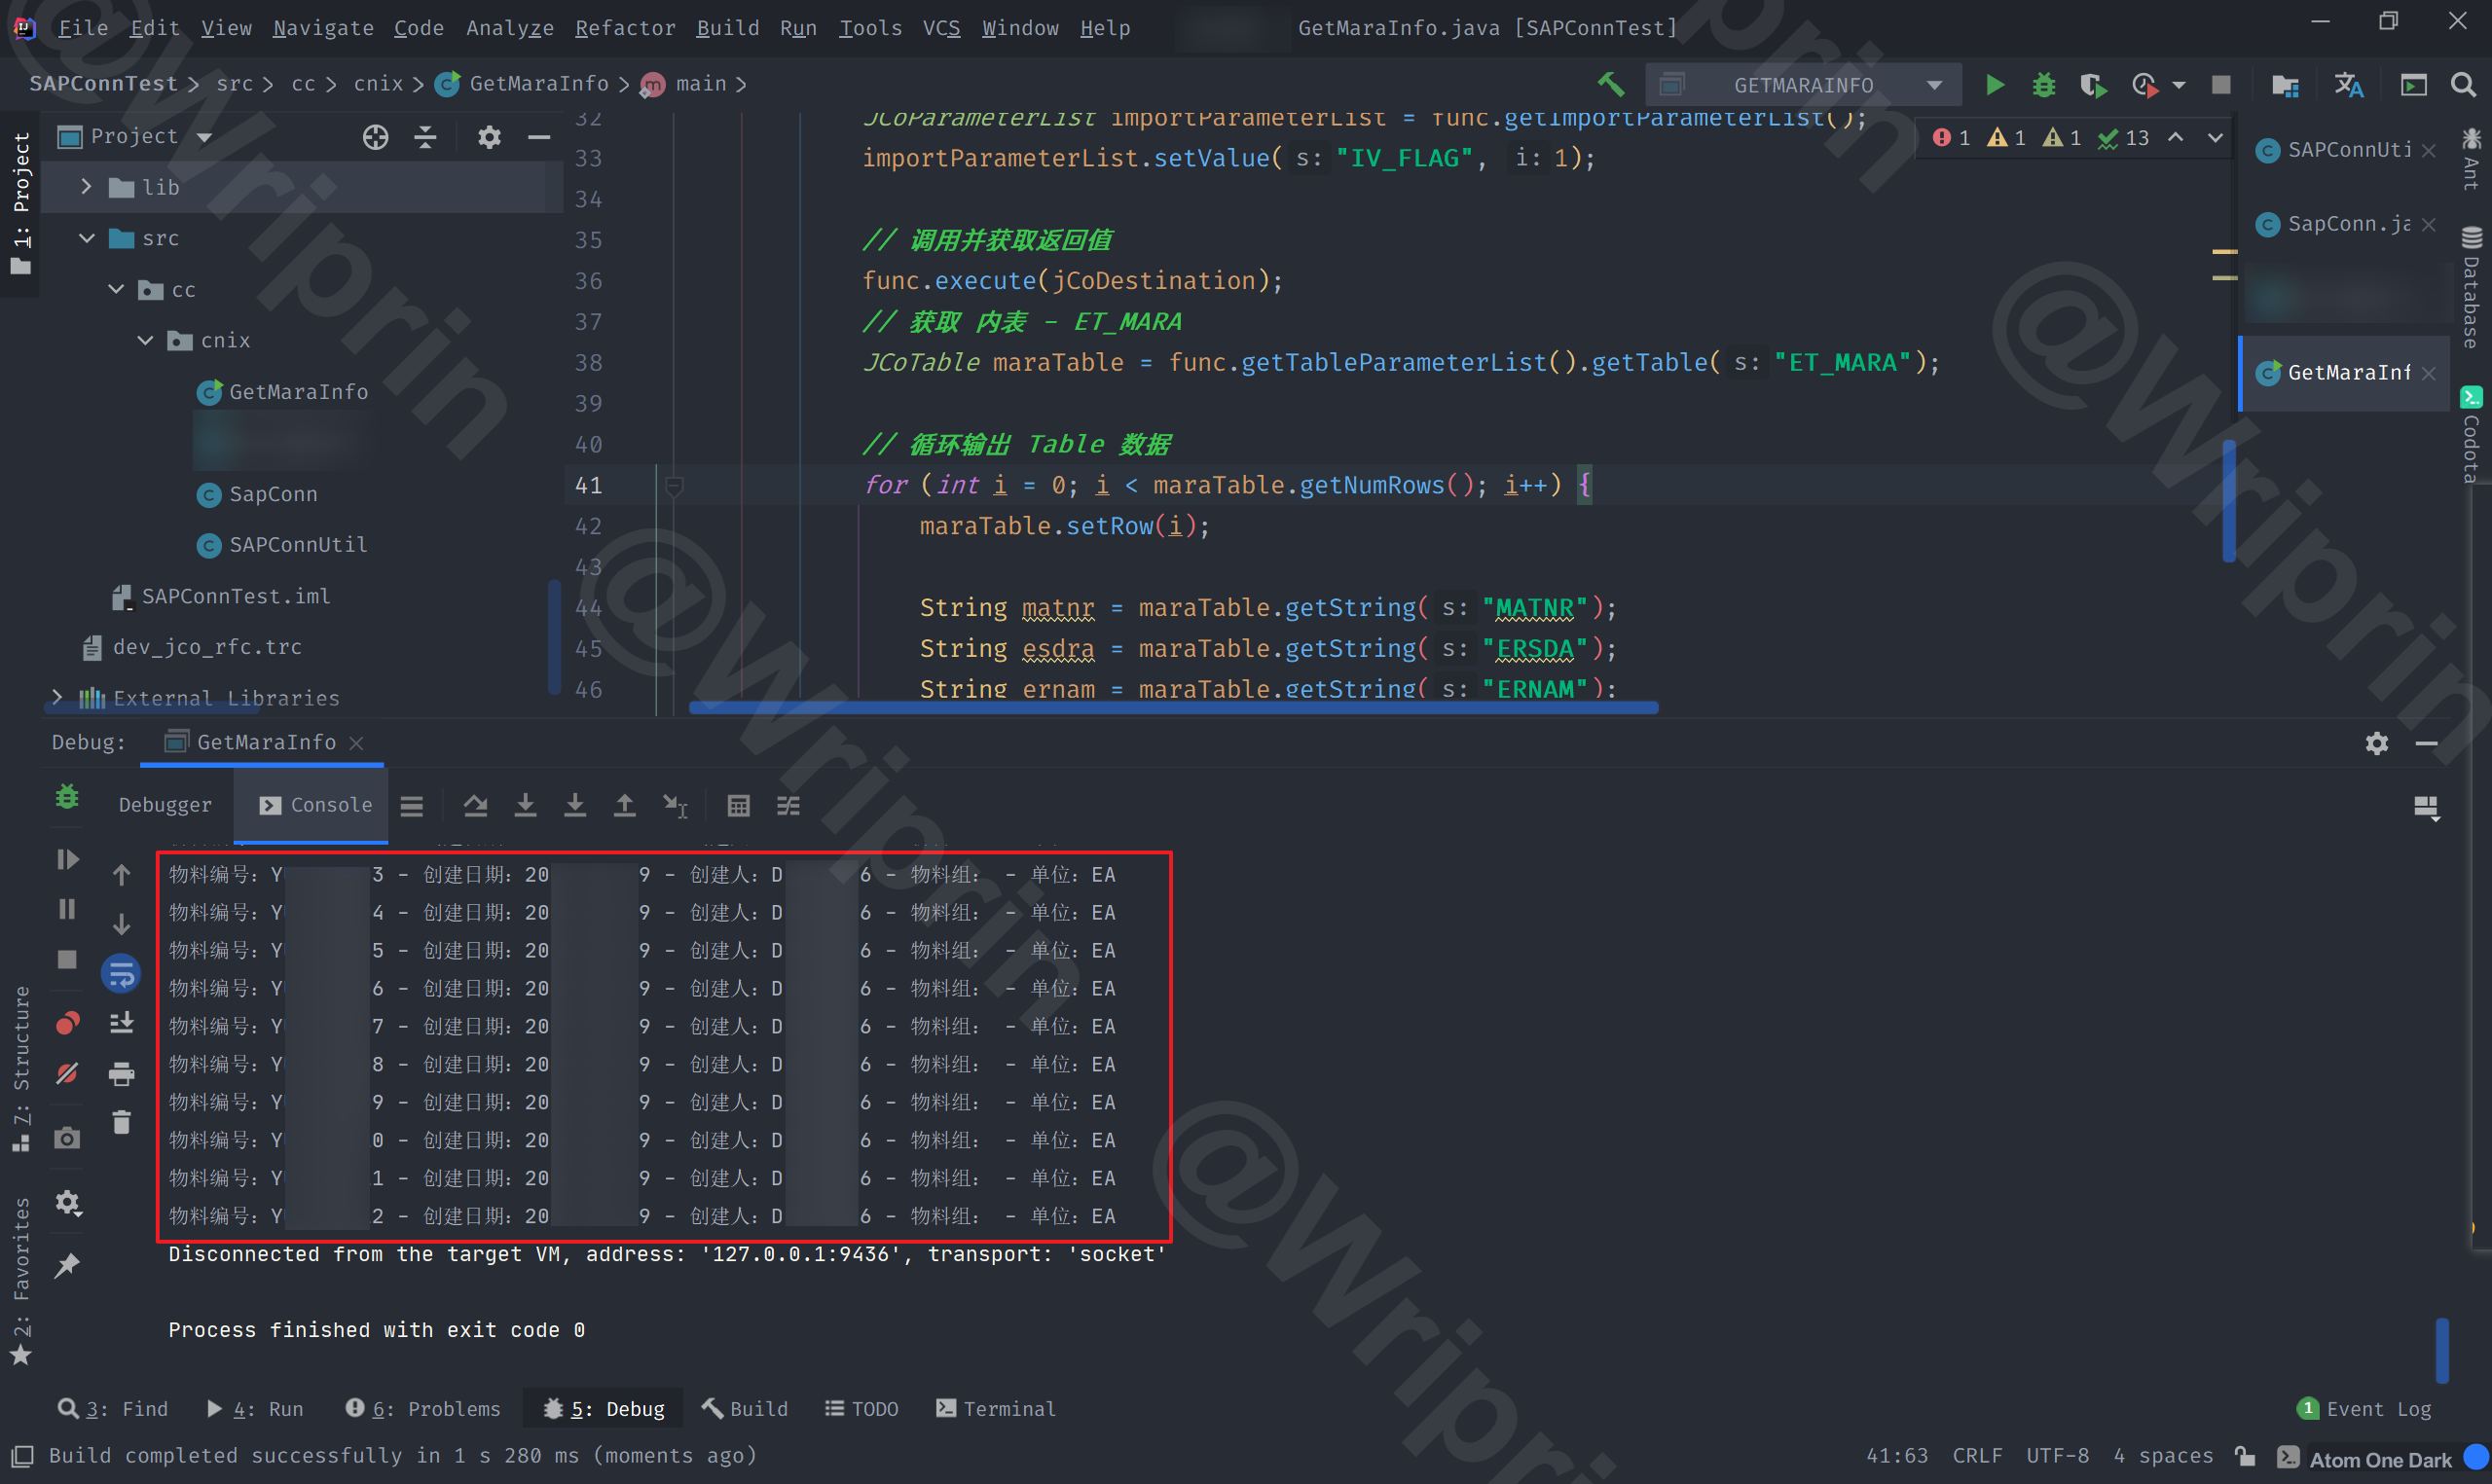 File Edit View Navigate Code Analyze Refactor Build Run Tools VCS Window Help GetMaraInfo.java [SAPConnTest]
SAPConnTest src cc cnix GetMaraInfo main GETMARAINFO
1: Project
Project
lib
src
cc
cnix
GetMaraInfo
SapConn
SAPConnUtil
SAPConnTest.iml
dev_jco_rfc.trc
External Libraries
32 JCoParameterList importParameterList = func.getImportParameterList();
33 importParameterList.setValue( s: "IV_FLAG", i: 1);
34
35 // 调用并获取返回值
36 func.execute(jCoDestination);
37 // 获取 内表 - ET_MARA
38 JCoTable maraTable = func.getTableParameterList().getTable( s: "ET_MARA");
39
40 // 循环输出 Table 数据
41 for (int i = 0; i < maraTable.getNumRows(); i++) {
42 maraTable.setRow(i);
43
44 String matnr = maraTable.getString( s: "MATNR");
45 String esdra = maraTable.getString( s: "ERSDA");
46 String ernam = maraTable.getString( s: "ERNAM");
1 1 1 13
SAPConnUti
SapConn.ja
GetMaraInf
Ant
Database
Codota
Debug: GetMaraInfo
Debugger Console
物料编号：Y 3 - 创建日期：20 9 - 创建人：D 6 - 物料组： - 单位：EA
物料编号：Y 4 - 创建日期：20 9 - 创建人：D 6 - 物料组： - 单位：EA
物料编号：Y 5 - 创建日期：20 9 - 创建人：D 6 - 物料组： - 单位：EA
物料编号：Y 6 - 创建日期：20 9 - 创建人：D 6 - 物料组： - 单位：EA
物料编号：Y 7 - 创建日期：20 9 - 创建人：D 6 - 物料组： - 单位：EA
物料编号：Y 8 - 创建日期：20 9 - 创建人：D 6 - 物料组： - 单位：EA
物料编号：Y 9 - 创建日期：20 9 - 创建人：D 6 - 物料组： - 单位：EA
物料编号：Y 0 - 创建日期：20 9 - 创建人：D 6 - 物料组： - 单位：EA
物料编号：Y 1 - 创建日期：20 9 - 创建人：D 6 - 物料组： - 单位：EA
物料编号：Y 2 - 创建日期：20 9 - 创建人：D 6 - 物料组： - 单位：EA
Disconnected from the target VM, address: '127.0.0.1:9436', transport: 'socket'
Process finished with exit code 0
7: Structure
2: Favorites
3: Find 4: Run 6: Problems 5: Debug Build TODO Terminal 1 Event Log
Build completed successfully in 1 s 280 ms (moments ago) 41:63 CRLF UTF-8 4 spaces Atom One Dark
@Wriprin
@Wriprin
@Wriprin
@Wriprin